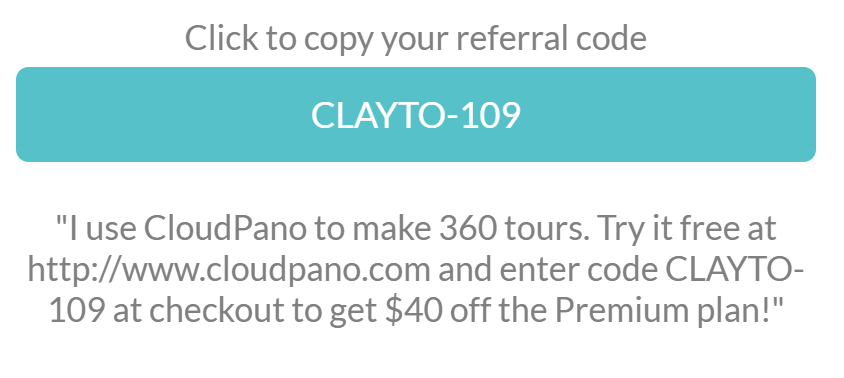 Click to copy your referral code
CLAYTO-109
"I use CloudPano to make 360 tours. Try it free at
http://www.cloudpano.com and enter code CLAYTO-
109 at checkout to get $40 off the Premium plan!"